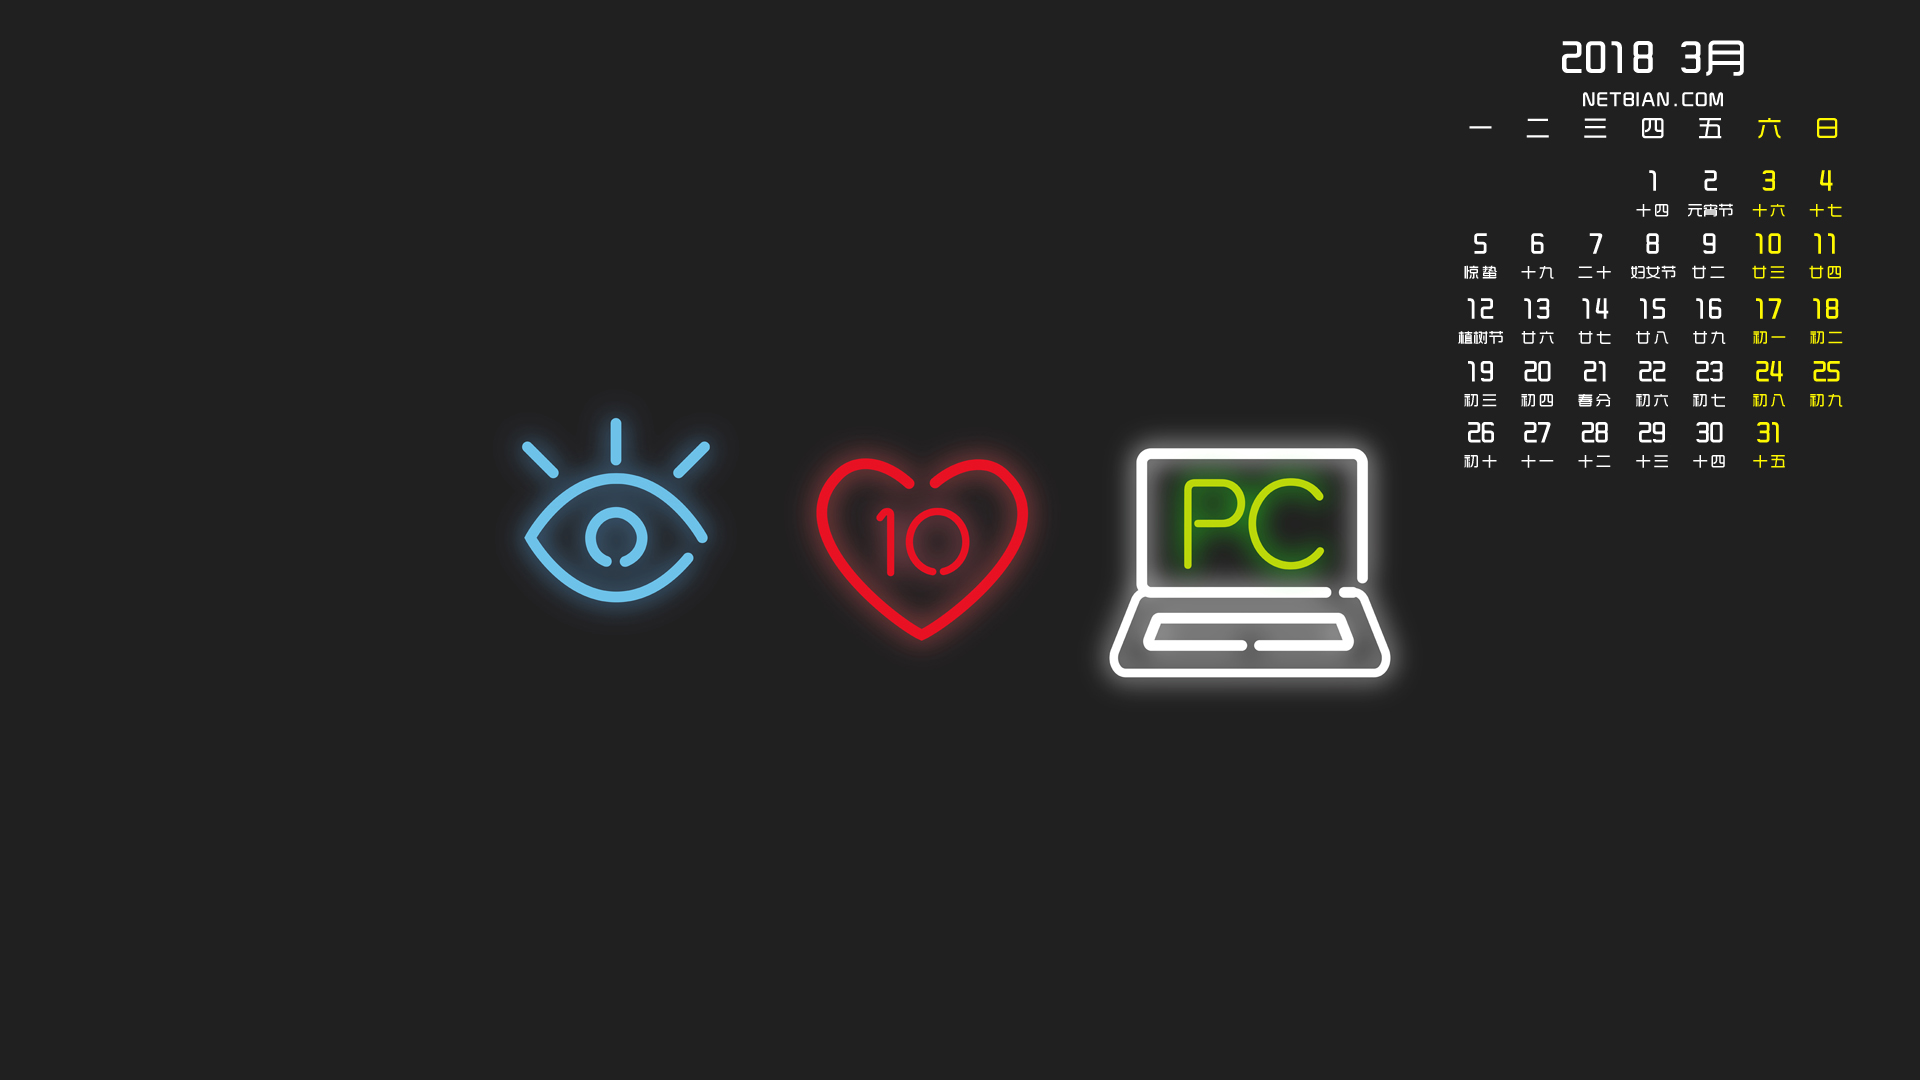 2018 3月
NETBIAN.COM
一 二 三 四 五 六 日
1 2 3 4
十四 元宵节 十六 十七
5 6 7 8 9 10 11
惊蛰 十九 二十 妇女节 廿二 廿三 廿四
12 13 14 15 16 17 18
植树节 廿六 廿七 廿八 廿九 初一 初二
19 20 21 22 23 24 25
初三 初四 春分 初六 初七 初八 初九
26 27 28 29 30 31
初十 十一 十二 十三 十四 十五
10
PC